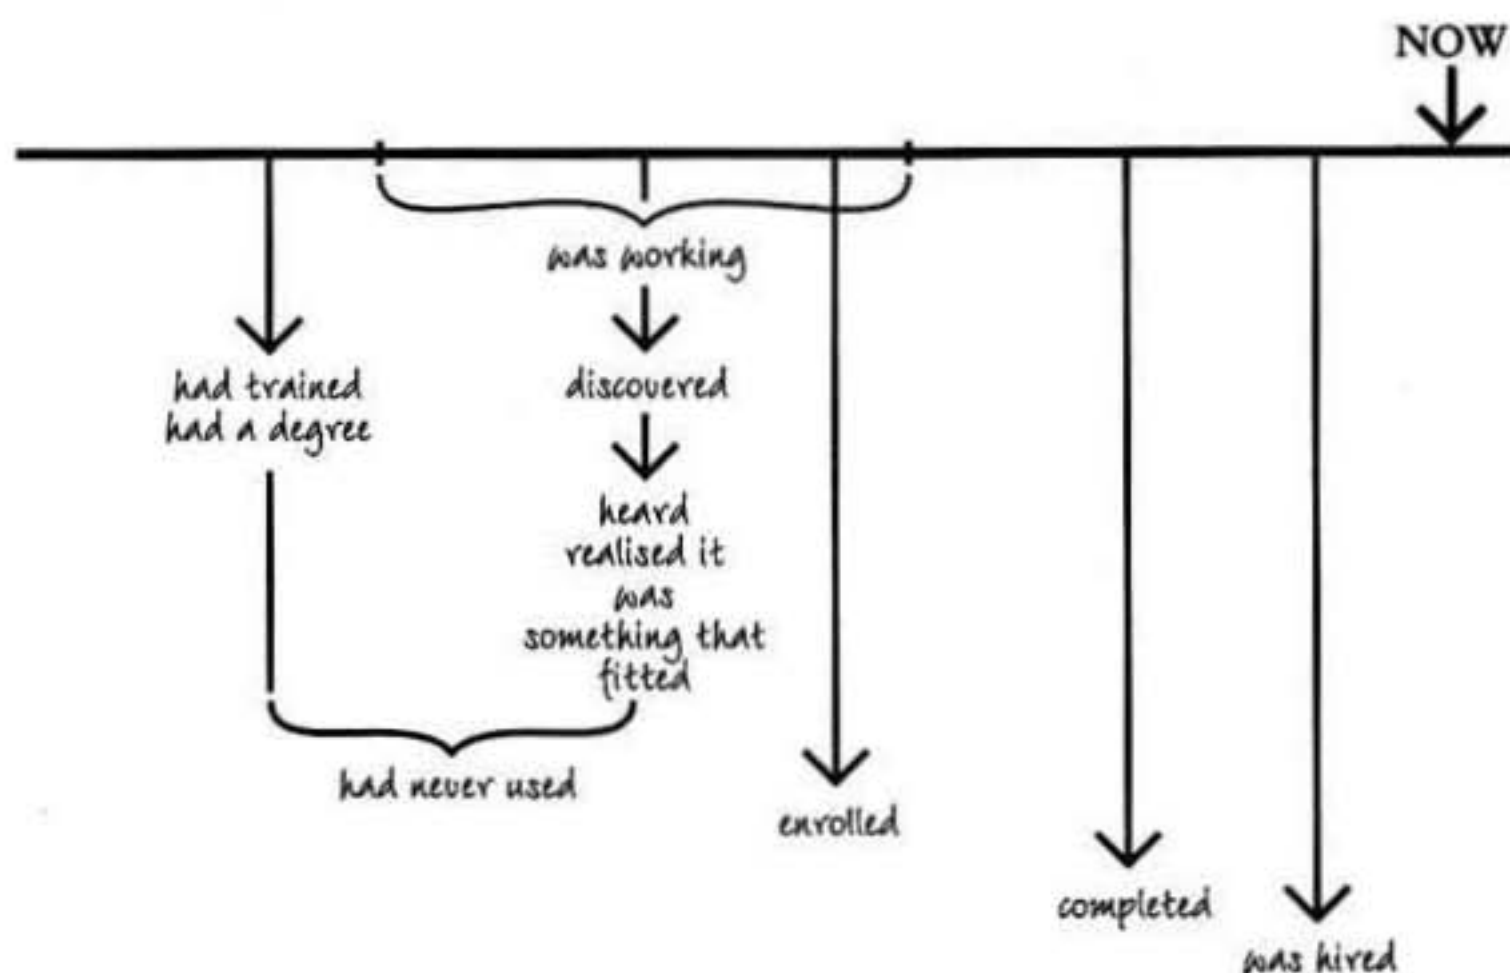 NOW
was working
had trained
had a degree
discovered
heard
realised it
was
something that
fitted
had never used
enrolled
completed
was hired